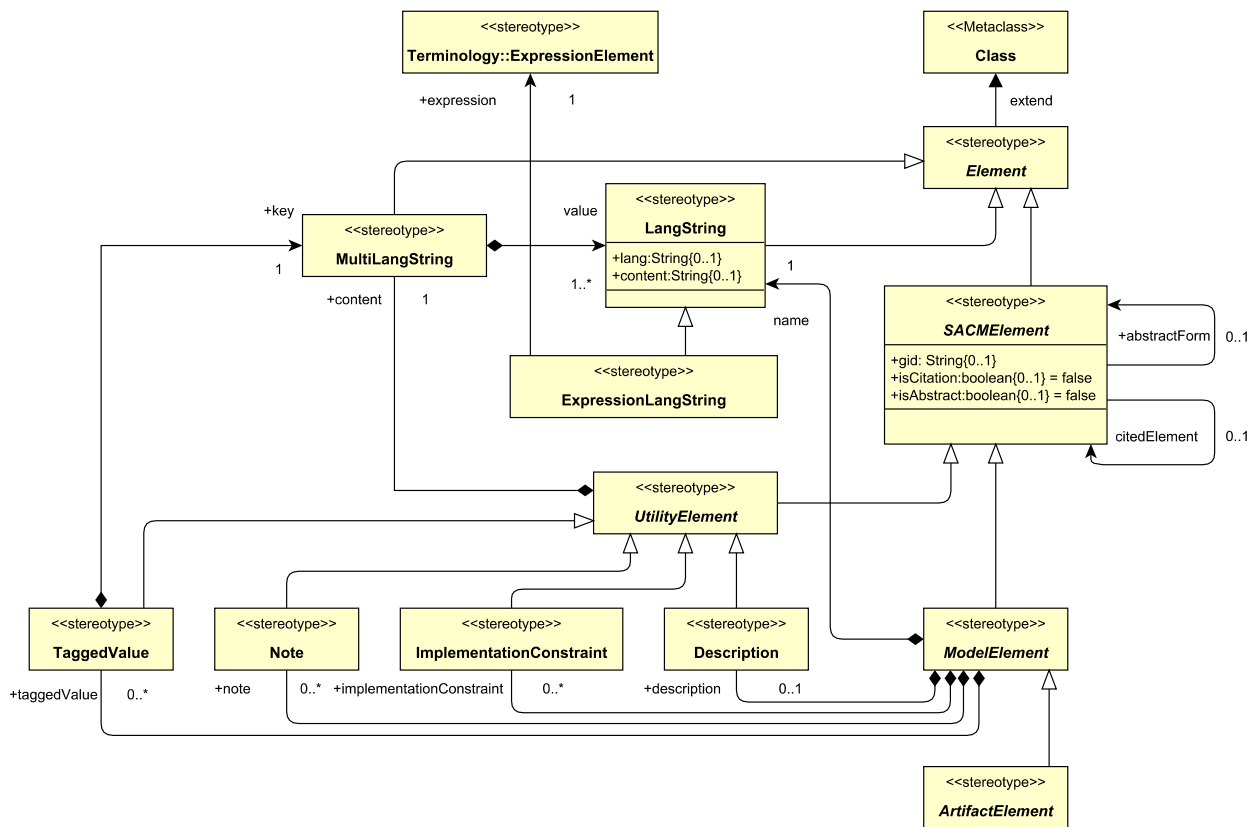 <<stereotype>>
Terminology::ExpressionElement
<<Metaclass>>
Class
+expression
1
extend
<<stereotype>>
Element
+key
1
<<stereotype>>
MultiLangString
value
1..*
<<stereotype>>
LangString
+lang:String{0..1}
+content:String{0..1}
1
name
+content
1
<<stereotype>>
ExpressionLangString
<<stereotype>>
SACMElement
+gid: String{0..1}
+isCitation:boolean{0..1} = false
+isAbstract:boolean{0..1} = false
+abstractForm
0..1
citedElement
0..1
<<stereotype>>
UtilityElement
<<stereotype>>
TaggedValue
<<stereotype>>
Note
<<stereotype>>
ImplementationConstraint
<<stereotype>>
Description
<<stereotype>>
ModelElement
+taggedValue
0..*
+note
0..*
+implementationConstraint
0..*
+description
0..1
<<stereotype>>
ArtifactElement